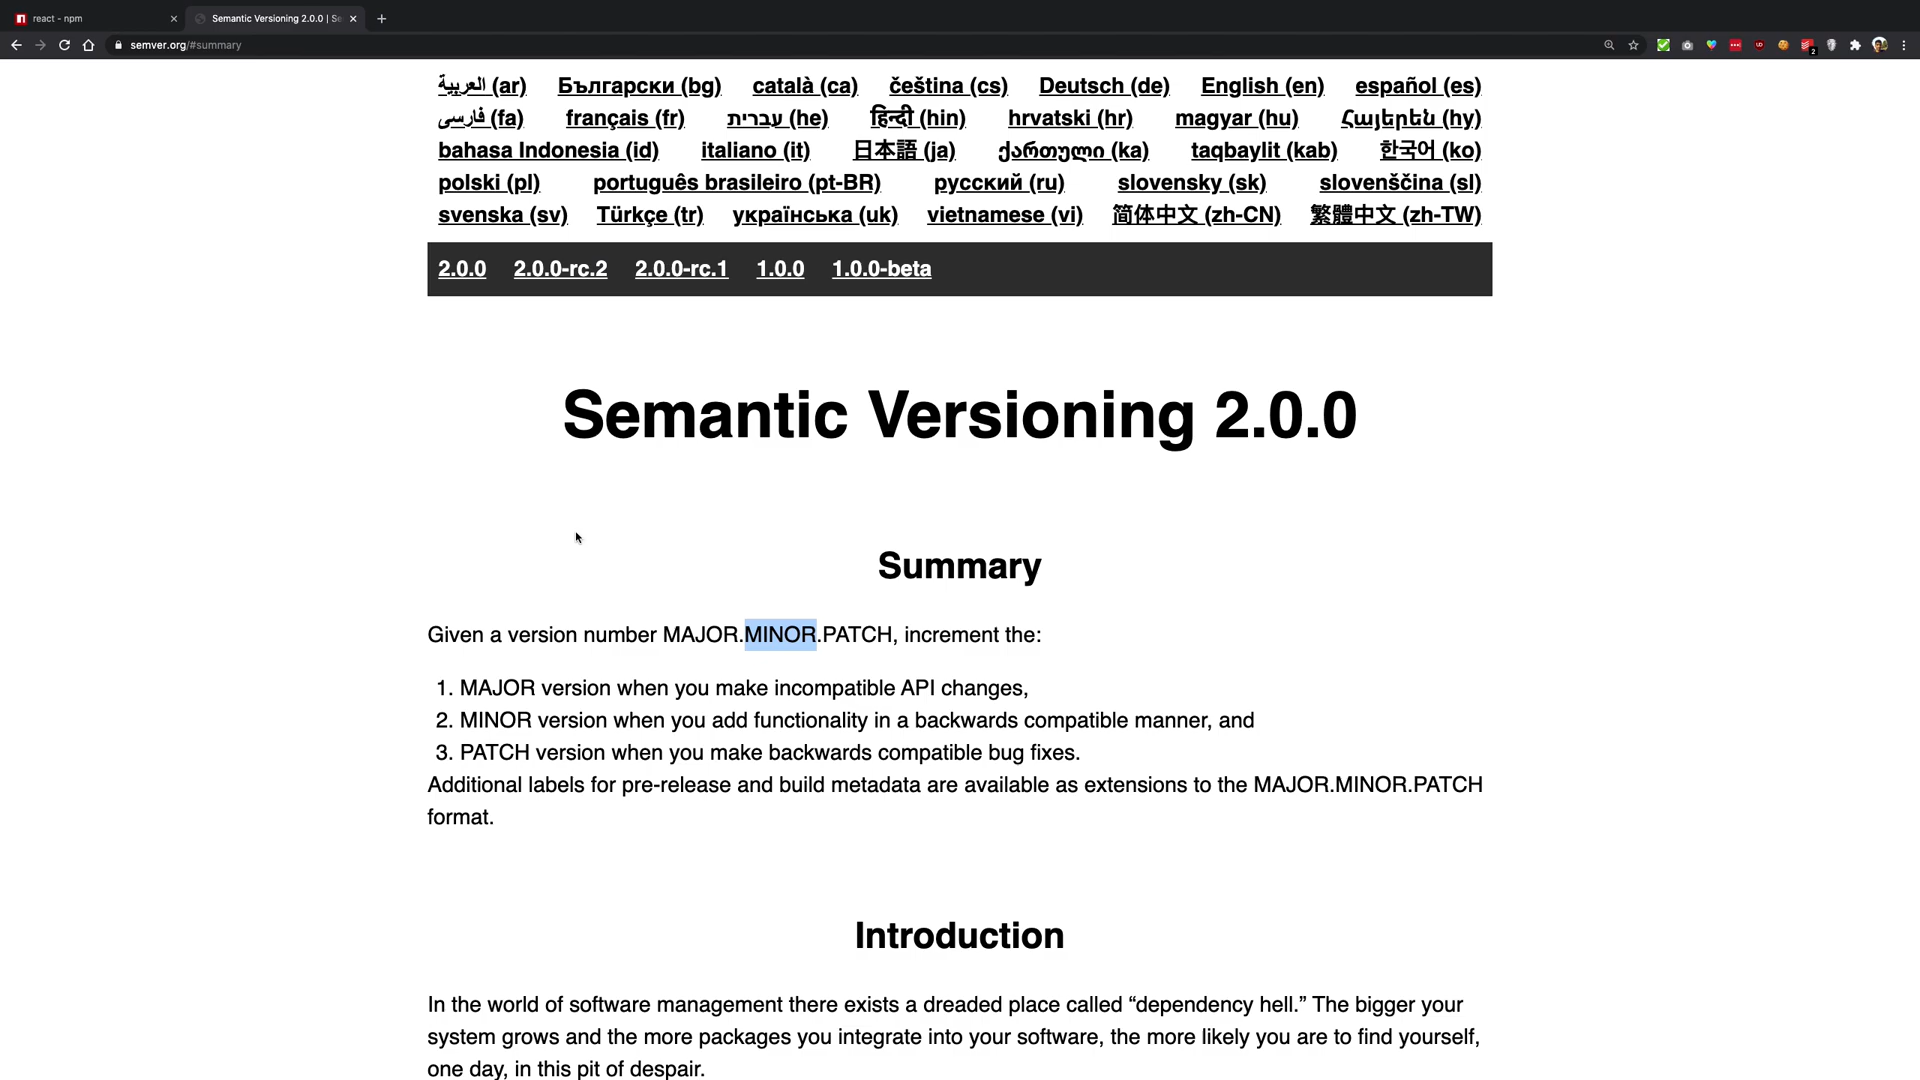 react - npm
Semantic Versioning 2.0.0 | Se
semver.org/#summary
العربية (ar) Български (bg) català (ca) čeština (cs) Deutsch (de) English (en) español (es)
فارسی (fa) français (fr) עברית (he) हिन्दी (hin) hrvatski (hr) magyar (hu) Հայերեն (hy)
bahasa Indonesia (id) italiano (it) 日本語 (ja) ქართული (ka) taqbaylit (kab) 한국어 (ko)
polski (pl) português brasileiro (pt-BR) русский (ru) slovensky (sk) slovenščina (sl)
svenska (sv) Türkçe (tr) українська (uk) vietnamese (vi) 简体中文 (zh-CN) 繁體中文 (zh-TW)
2.0.0 2.0.0-rc.2 2.0.0-rc.1 1.0.0 1.0.0-beta
Semantic Versioning 2.0.0
Summary
Given a version number MAJOR.MINOR.PATCH, increment the:
1. MAJOR version when you make incompatible API changes,
2. MINOR version when you add functionality in a backwards compatible manner, and
3. PATCH version when you make backwards compatible bug fixes.
Additional labels for pre-release and build metadata are available as extensions to the MAJOR.MINOR.PATCH
format.
Introduction
In the world of software management there exists a dreaded place called “dependency hell.” The bigger your
system grows and the more packages you integrate into your software, the more likely you are to find yourself,
one day, in this pit of despair.